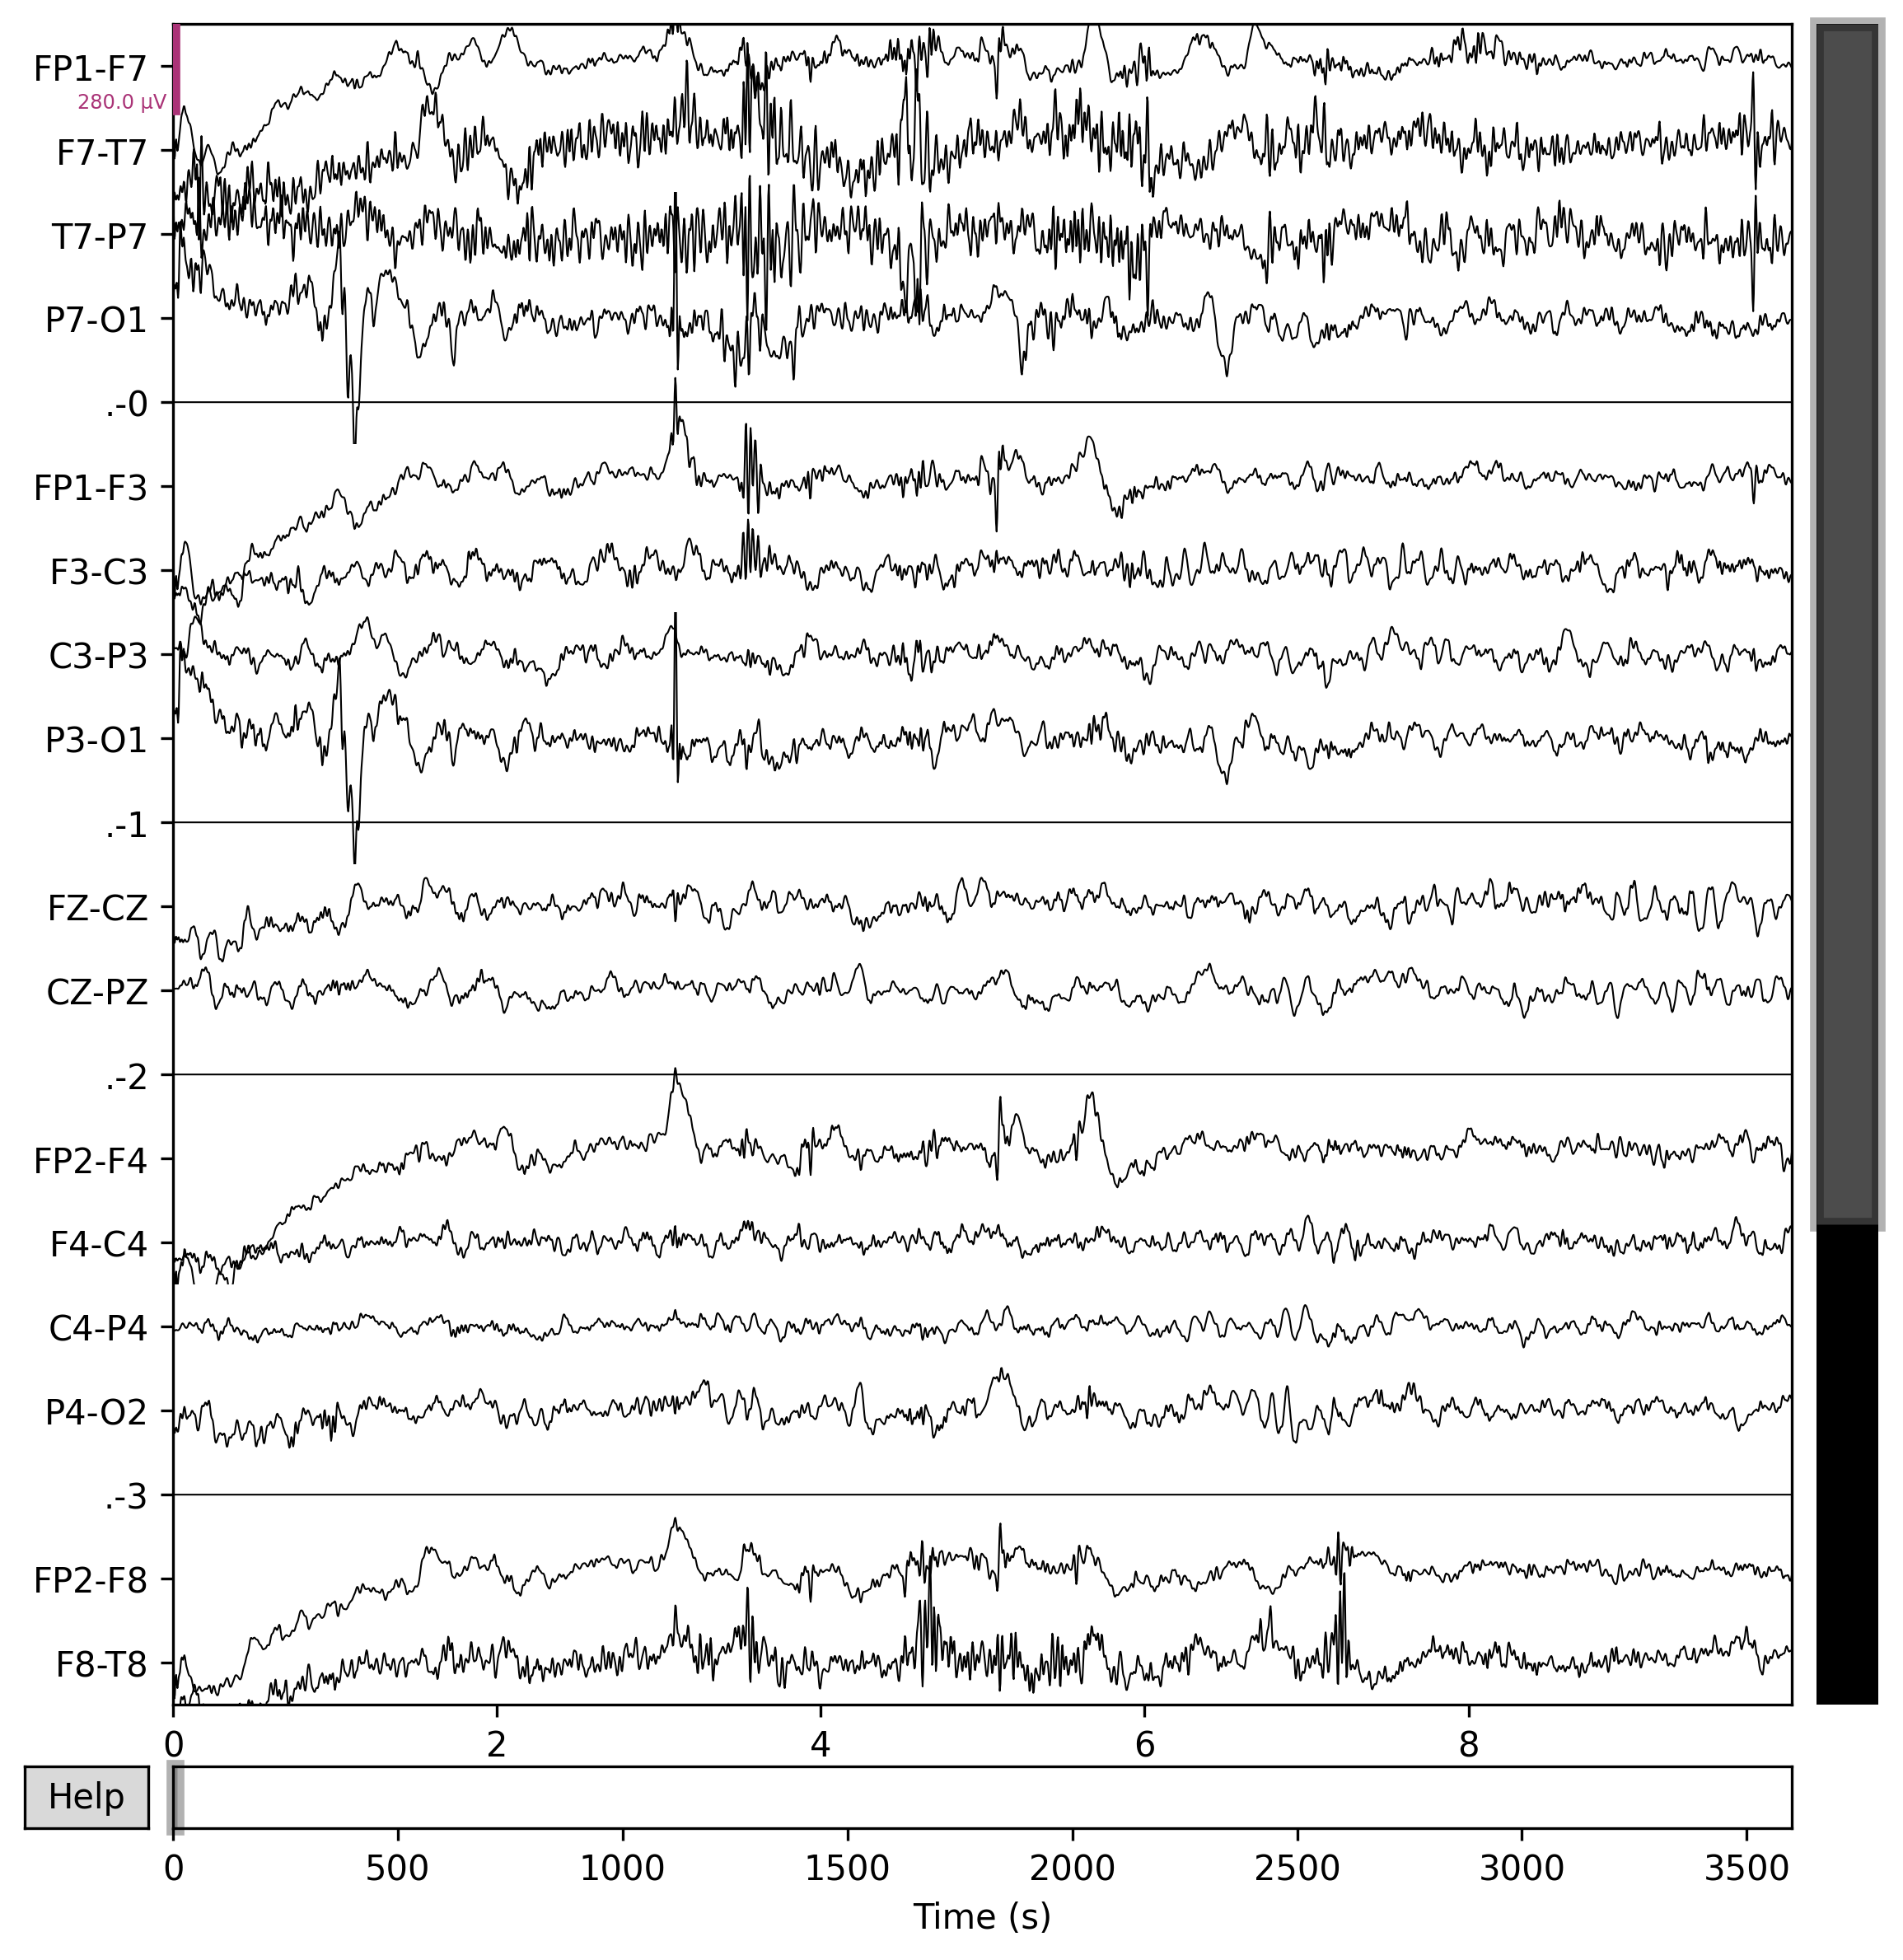 FP1-F7
280.0 µV
F7-T7
T7-P7
P7-O1
.-0
FP1-F3
F3-C3
C3-P3
P3-O1
.-1
FZ-CZ
CZ-PZ
.-2
FP2-F4
F4-C4
C4-P4
P4-O2
.-3
FP2-F8
F8-T8
0 2 4 6 8
Help
0 500 1000 1500 2000 2500 3000 3500
Time (s)